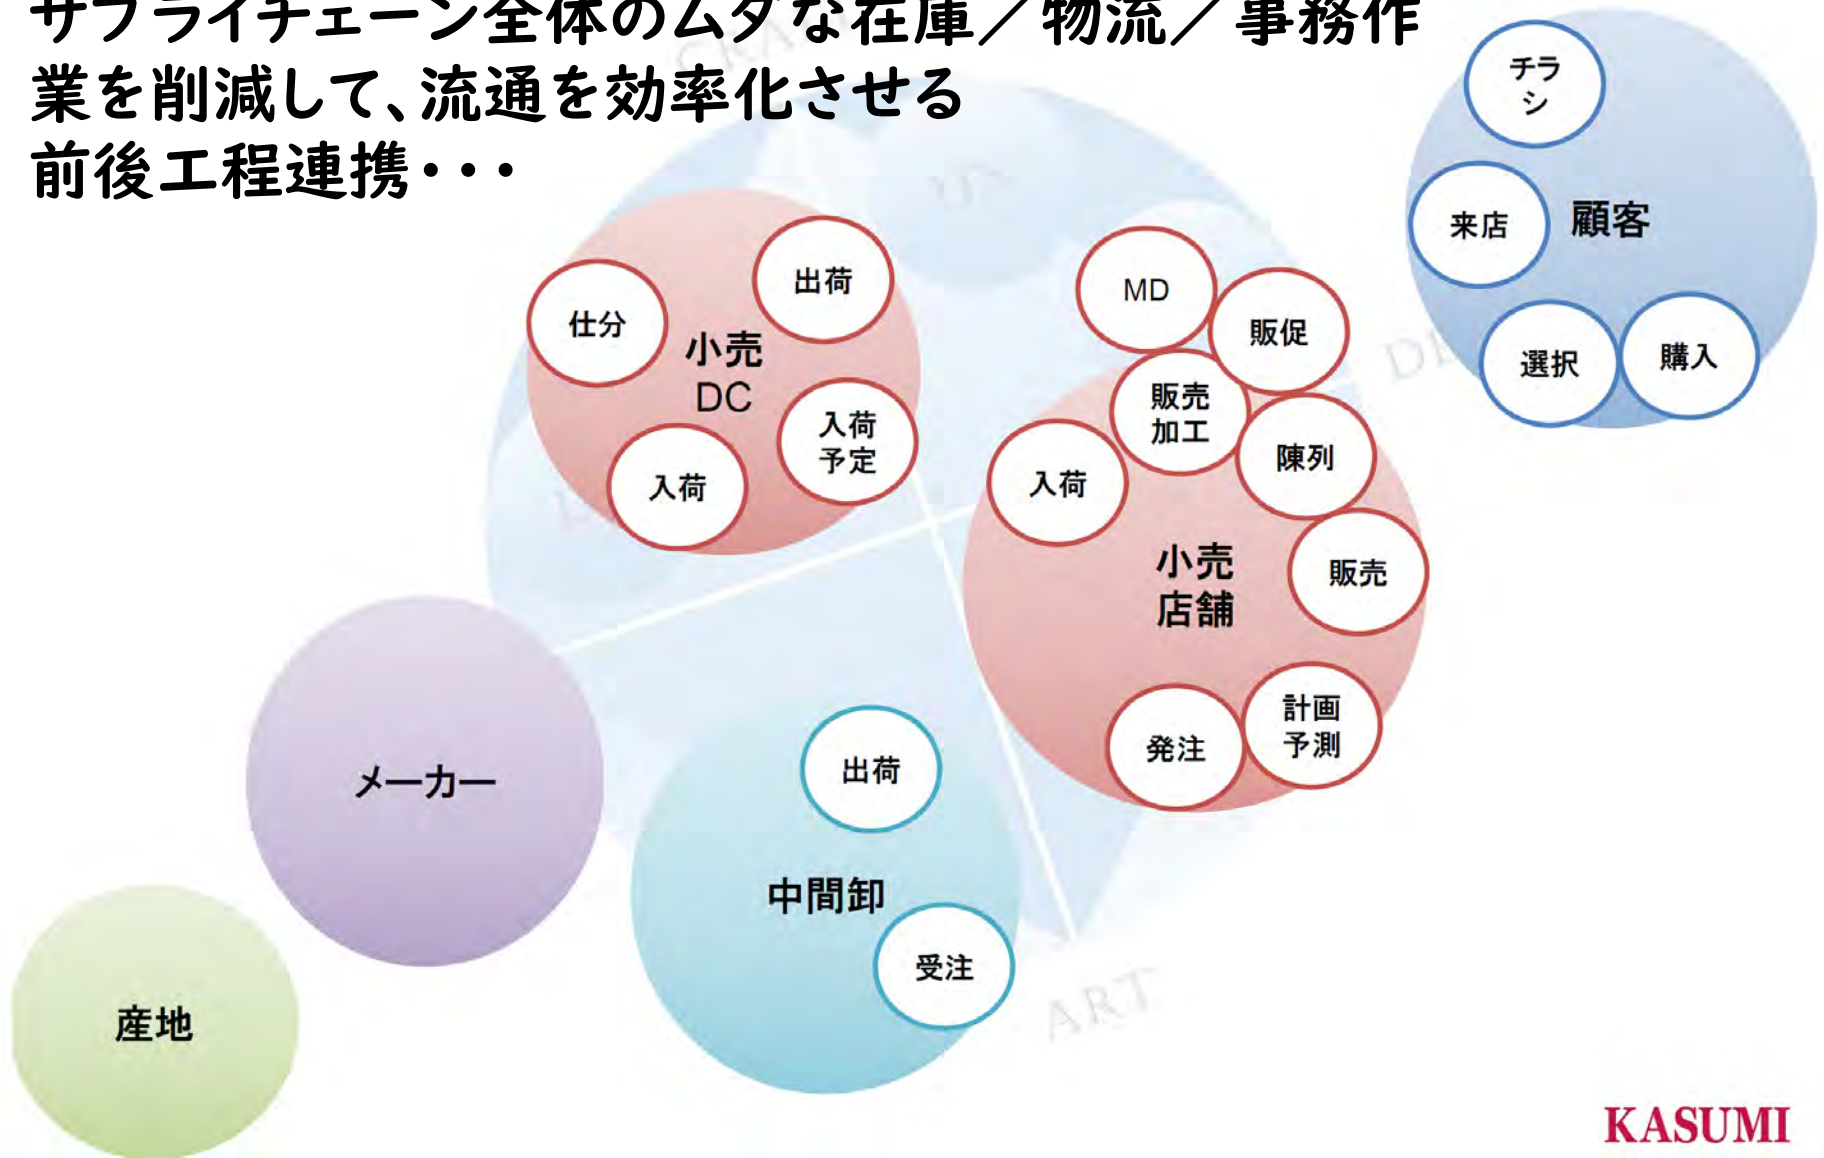 サプライチェーン全体のムダな在庫／物流／事務作
業を削減して、流通を効率化させる
前後工程連携・・・
チラ
シ
来店
顧客
選択
購入
仕分
出荷
小売
DC
入荷
予定
入荷
MD
販促
販売
加工
陳列
入荷
小売
店舗
販売
発注
計画
予測
メーカー
出荷
中間卸
受注
産地
ART
KASUMI